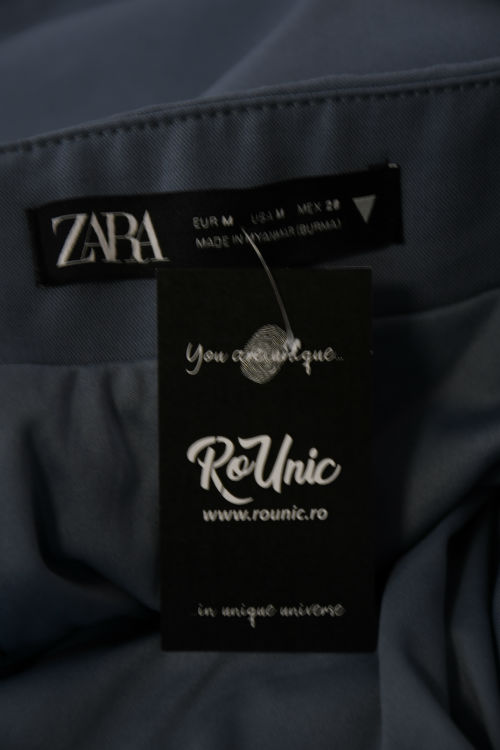 ZARA
EUR M USA M MEX 28
MADE IN MYANMAR (BURMA)
You are unique...
RoUnic
www.rounic.ro
...in unique universe